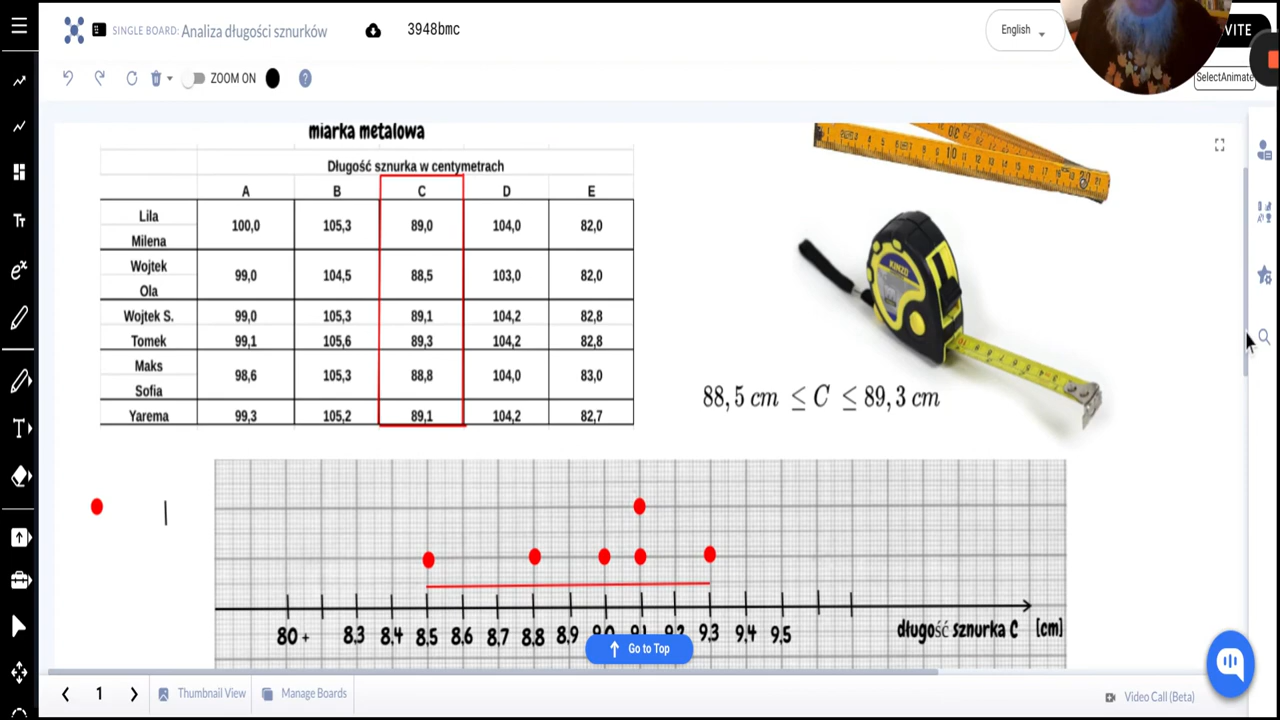 SINGLE BOARD: Analiza długości sznurków
3948bmc
English
VITE
ZOOM ON
SelectAnimate
miarka metalowa
Długość sznurka w centymetrach
A B C D E
Lila
Milena
100,0 105,3 89,0 104,0 82,0
Wojtek
Ola
99,0 104,5 88,5 103,0 82,0
Wojtek S. 99,0 105,3 89,1 104,2 82,8
Tomek 99,1 105,6 89,3 104,2 82,8
Maks
Sofia
98,6 105,3 88,8 104,0 83,0
Yarema 99,3 105,2 89,1 104,2 82,7
88,5 cm ≤ C ≤ 89,3 cm
80 + 8,3 8,4 8,5 8,6 8,7 8,8 8,9 9,0 9,1 9,2 9,3 9,4 9,5 długość sznurka C [cm]
Go to Top
1
Thumbnail View
Manage Boards
Video Call (Beta)